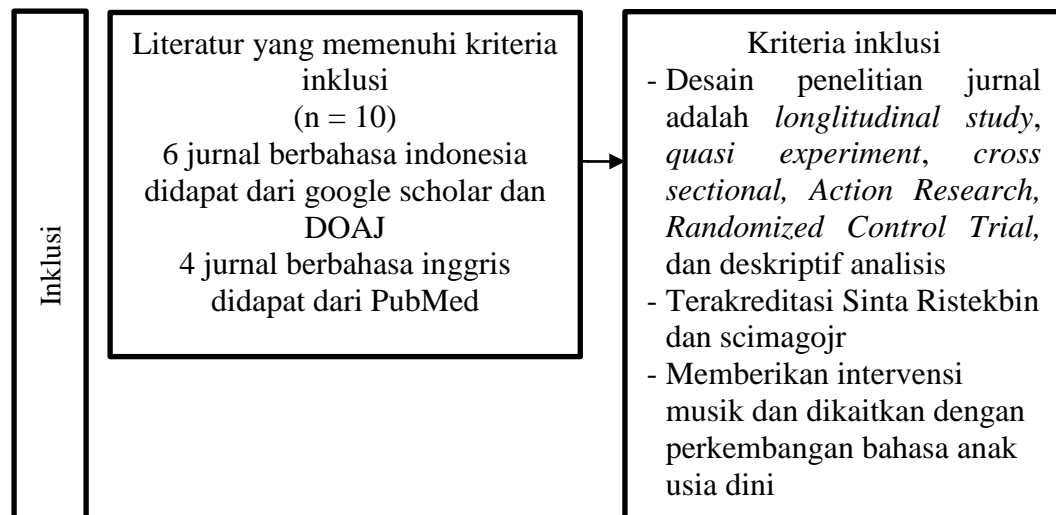 Inklusi
Literatur yang memenuhi kriteria
inklusi
(n = 10)
6 jurnal berbahasa indonesia
didapat dari google scholar dan
DOAJ
4 jurnal berbahasa inggris
didapat dari PubMed
Kriteria inklusi
- Desain penelitian jurnal
adalah longlitudinal study,
quasi experiment, cross
sectional, Action Research,
Randomized Control Trial,
dan deskriptif analisis
- Terakreditasi Sinta Ristekbin
dan scimagojr
- Memberikan intervensi
musik dan dikaitkan dengan
perkembangan bahasa anak
usia dini